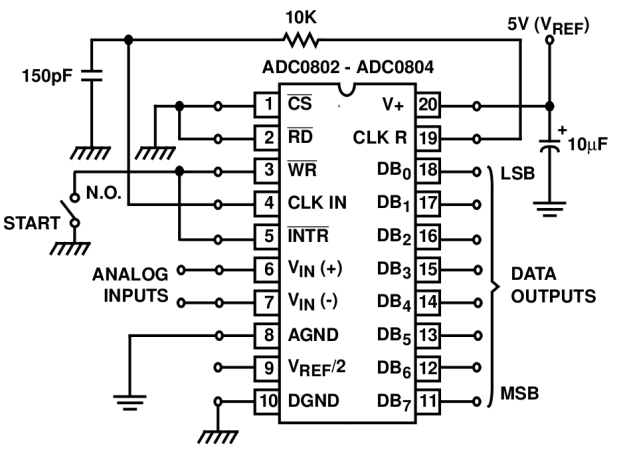 10K
5V (VREF)
150pF
ADC0802 - ADC0804
1 CS V+ 20
2 RD CLK R 19
+
10µF
3 WR DB0 18 LSB
N.O.
4 CLK IN DB1 17
START
5 INTR DB2 16
ANALOG
INPUTS
6 VIN (+) DB3 15
DATA
OUTPUTS
7 VIN (-) DB4 14
8 AGND DB5 13
9 VREF/2 DB6 12
10 DGND DB7 11 MSB